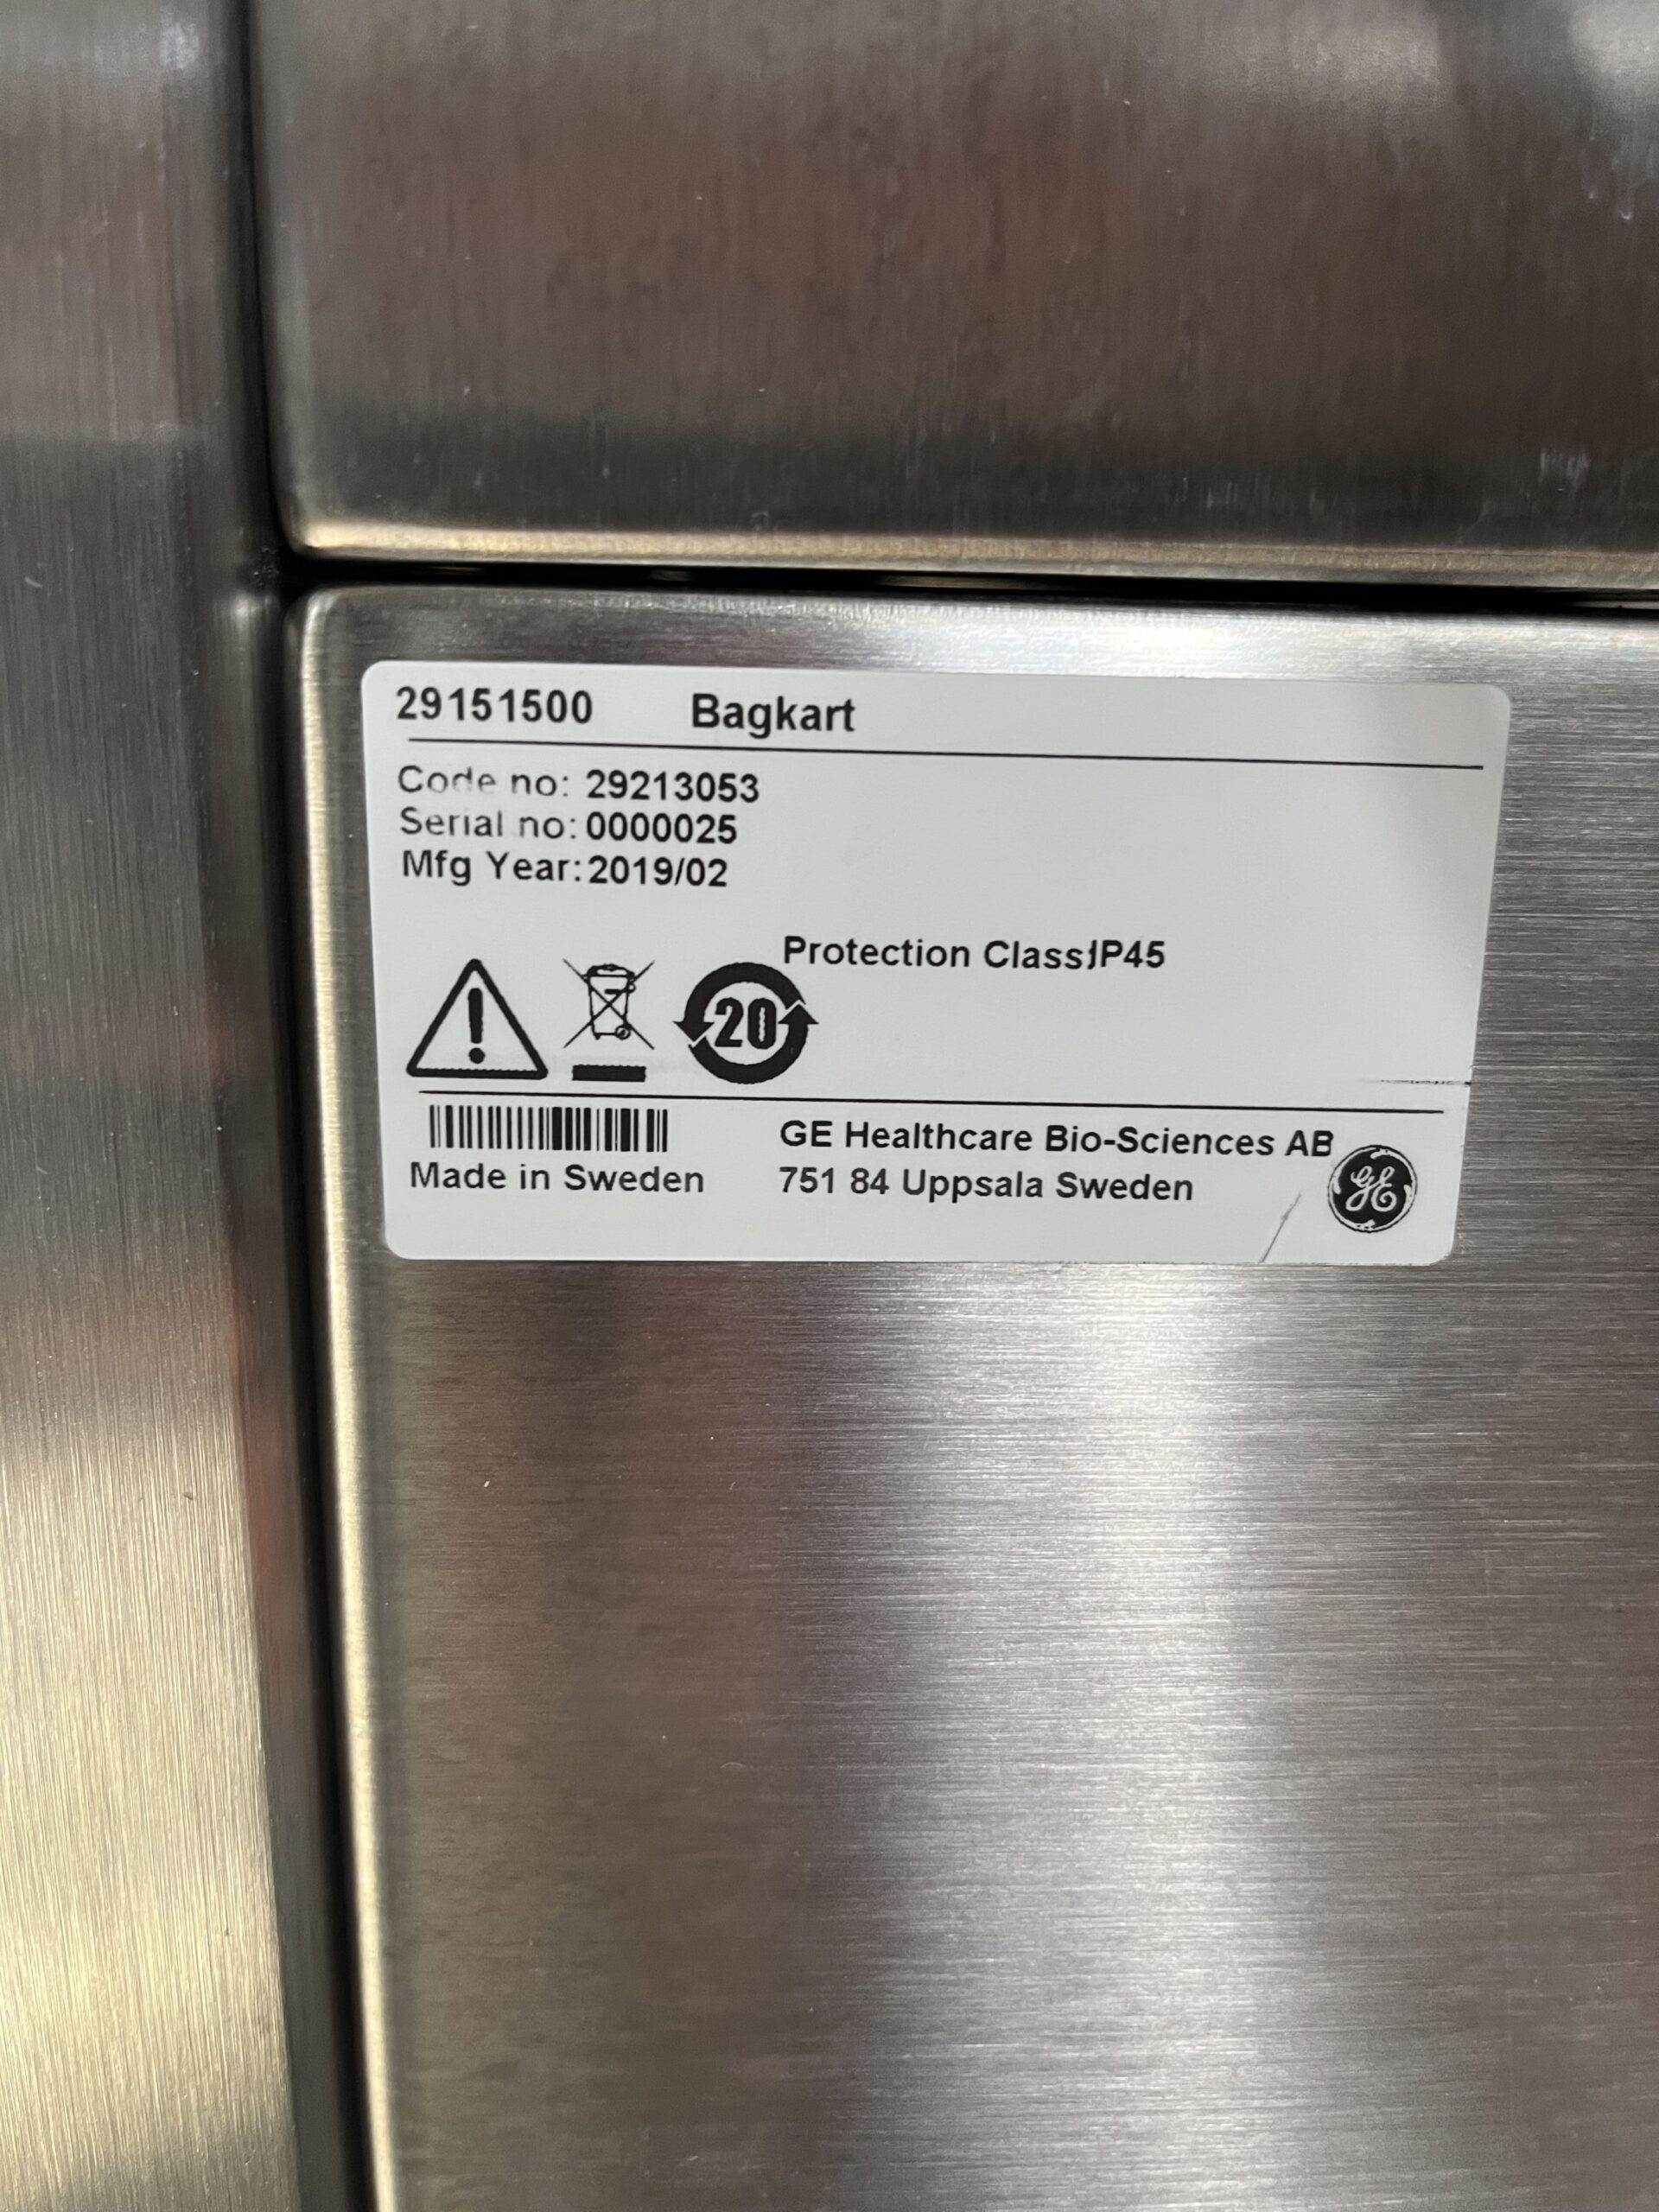 29151500 Bagkart
Code no: 29213053
Serial no: 0000025
Mfg Year: 2019/02
Protection Class:IP45
20
GE Healthcare Bio-Sciences AB
Made in Sweden 751 84 Uppsala Sweden
GE